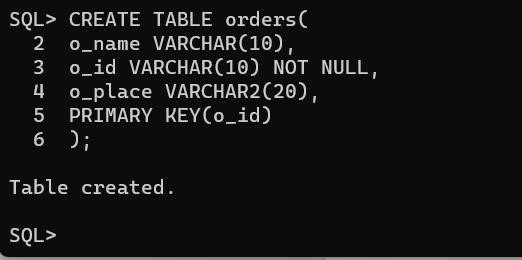 SQL> CREATE TABLE orders(
  2  o_name VARCHAR(10),
  3  o_id VARCHAR(10) NOT NULL,
  4  o_place VARCHAR2(20),
  5  PRIMARY KEY(o_id)
  6  );
Table created.
SQL>